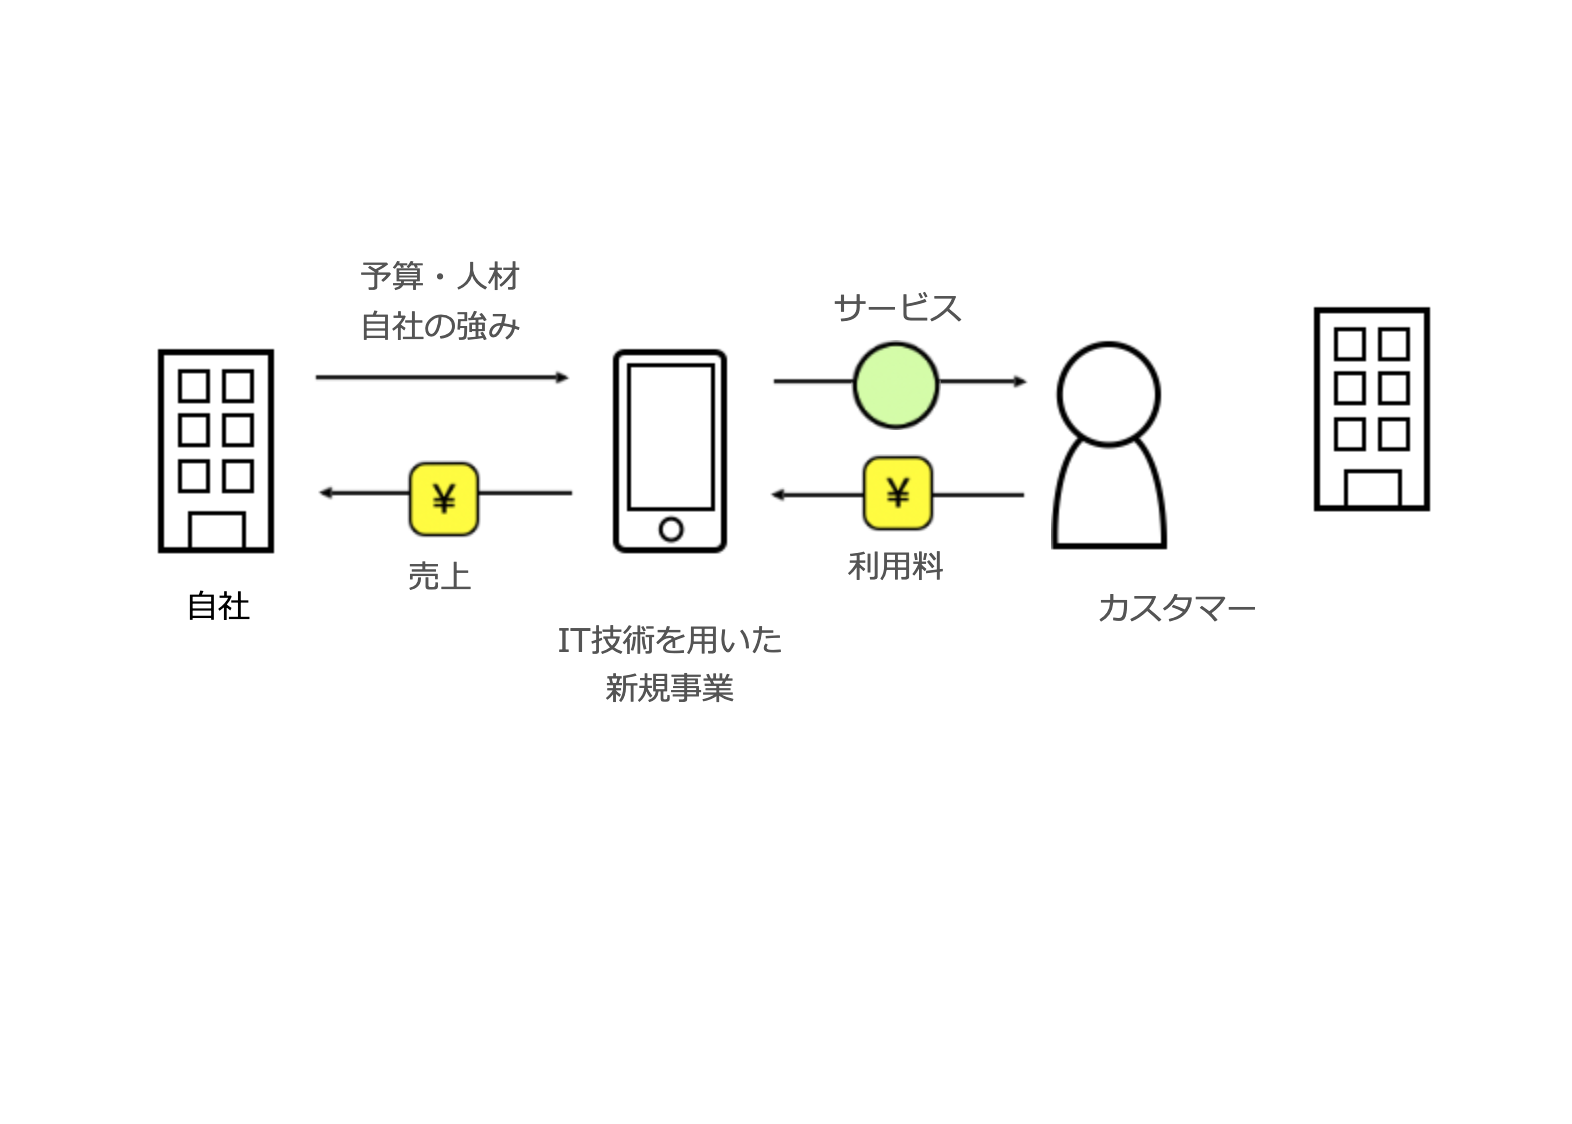 予算・人材
自社の強み
サービス
¥
¥
売上
利用料
自社
カスタマー
IT技術を用いた
新規事業